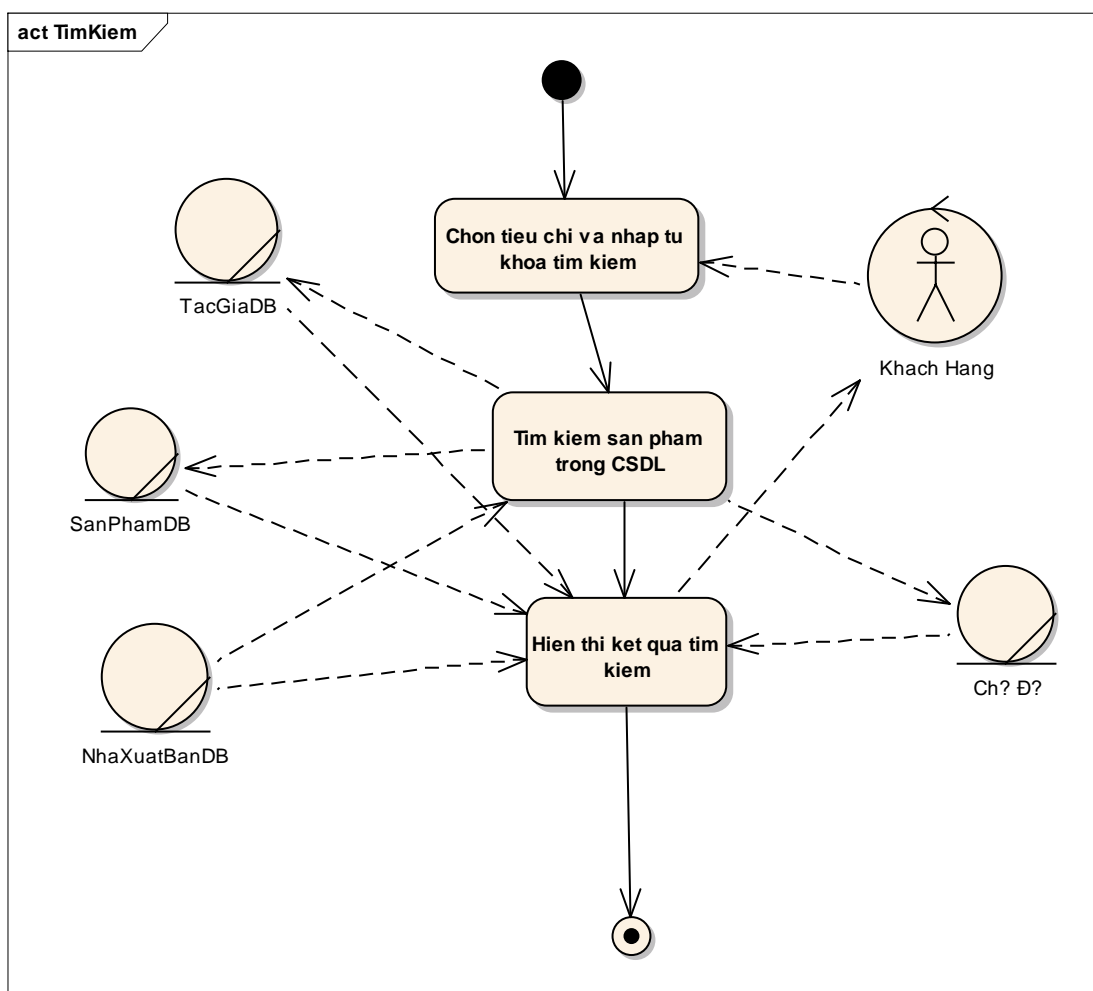 act TimKiem
Chon tieu chi va nhap tu
khoa tim kiem
TacGiaDB
Khach Hang
Tim kiem san pham
trong CSDL
SanPhamDB
Hien thi ket qua tim
kiem
Ch? Đ?
NhaXuatBanDB